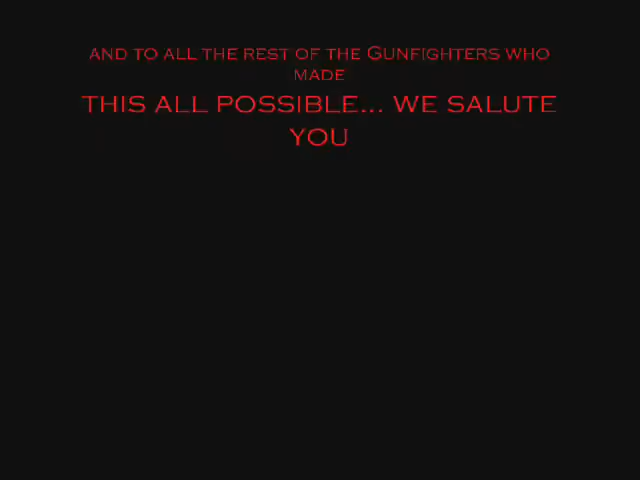 AND TO ALL THE REST OF THE GUNFIGHTERS WHO
MADE
THIS ALL POSSIBLE... WE SALUTE
YOU